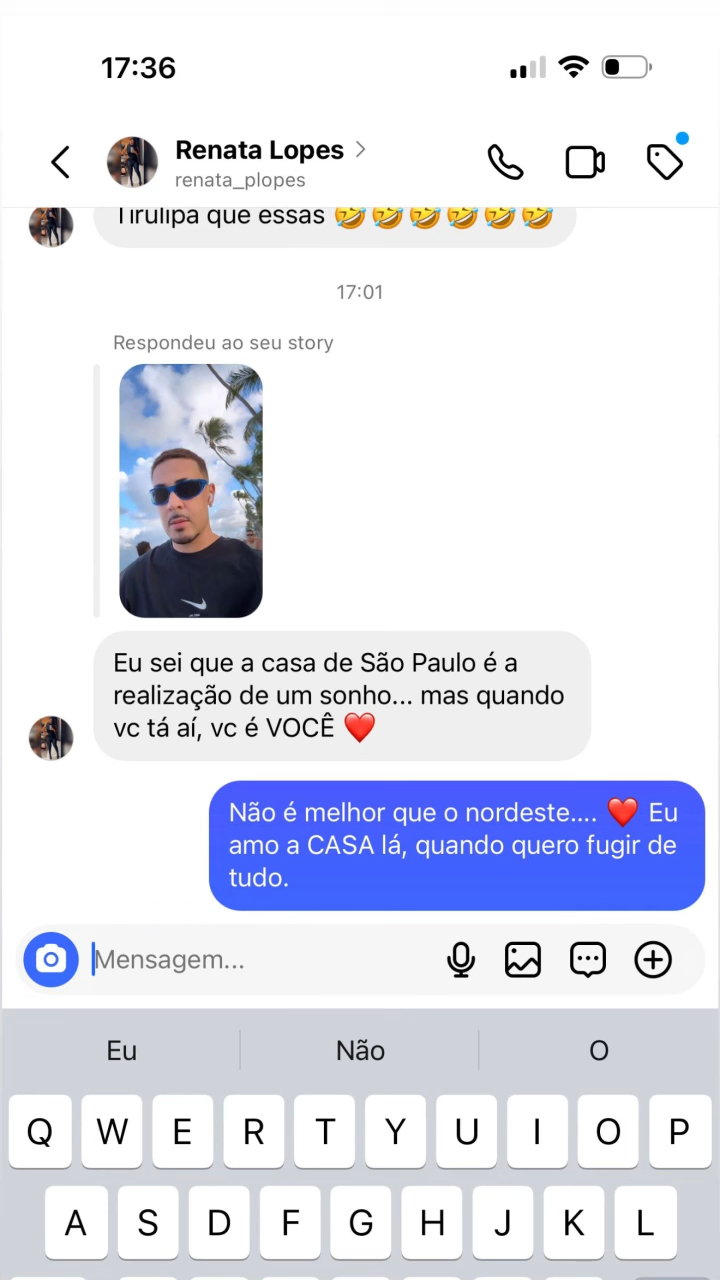 17:36
Renata Lopes
renata_plopes
Tirulipa que essas 🤣🤣🤣🤣🤣🤣
17:01
Respondeu ao seu story
Eu sei que a casa de São Paulo é a
realização de um sonho... mas quando
vc tá aí, vc é VOCÊ ❤️
Não é melhor que o nordeste.... ❤️ Eu
amo a CASA lá, quando quero fugir de
tudo.
Mensagem...
Eu Não O
Q W E R T Y U I O P
A S D F G H J K L